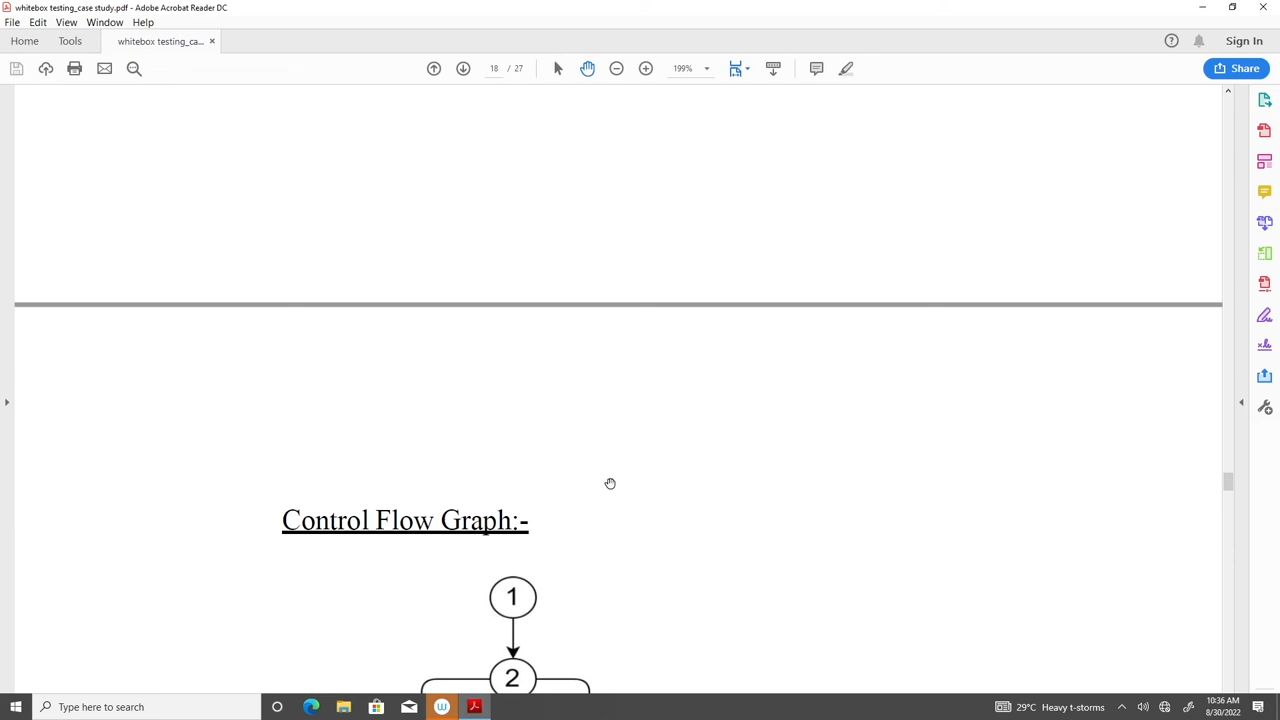 whitebox testing_case study.pdf - Adobe Acrobat Reader DC
File Edit View Window Help
Home Tools whitebox testing_ca... × Sign In
18 / 27 199% Share
Control Flow Graph:-
1
2
Type here to search 29°C Heavy t-storms 10:36 AM
8/30/2022